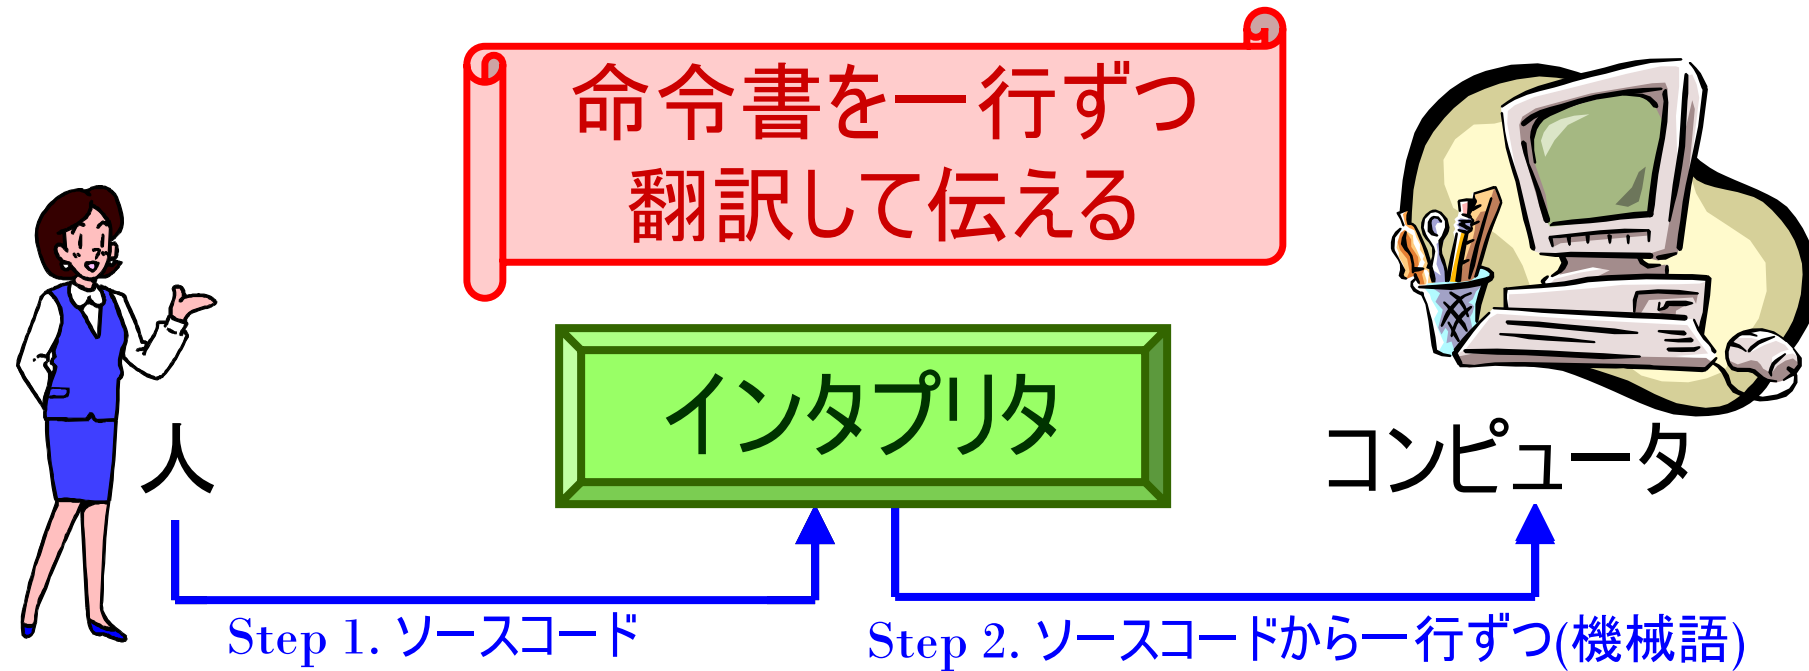 命令書を一行ずつ
翻訳して伝える
インタプリタ
人
コンピュータ
Step 1. ソースコード
Step 2. ソースコードから一行ずつ(機械語)